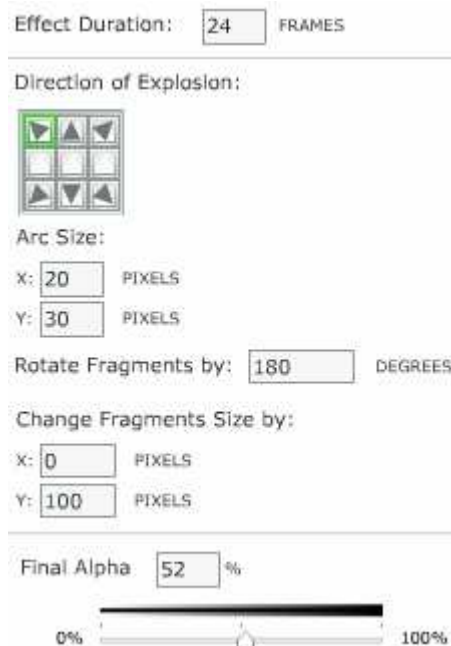 Effect Duration: 24 FRAMES
Direction of Explosion:
Arc Size:
X: 20 PIXELS
Y: 30 PIXELS
Rotate Fragments by: 180 DEGREES
Change Fragments Size by:
X: 0 PIXELS
Y: 100 PIXELS
Final Alpha 52 %
0% 100%